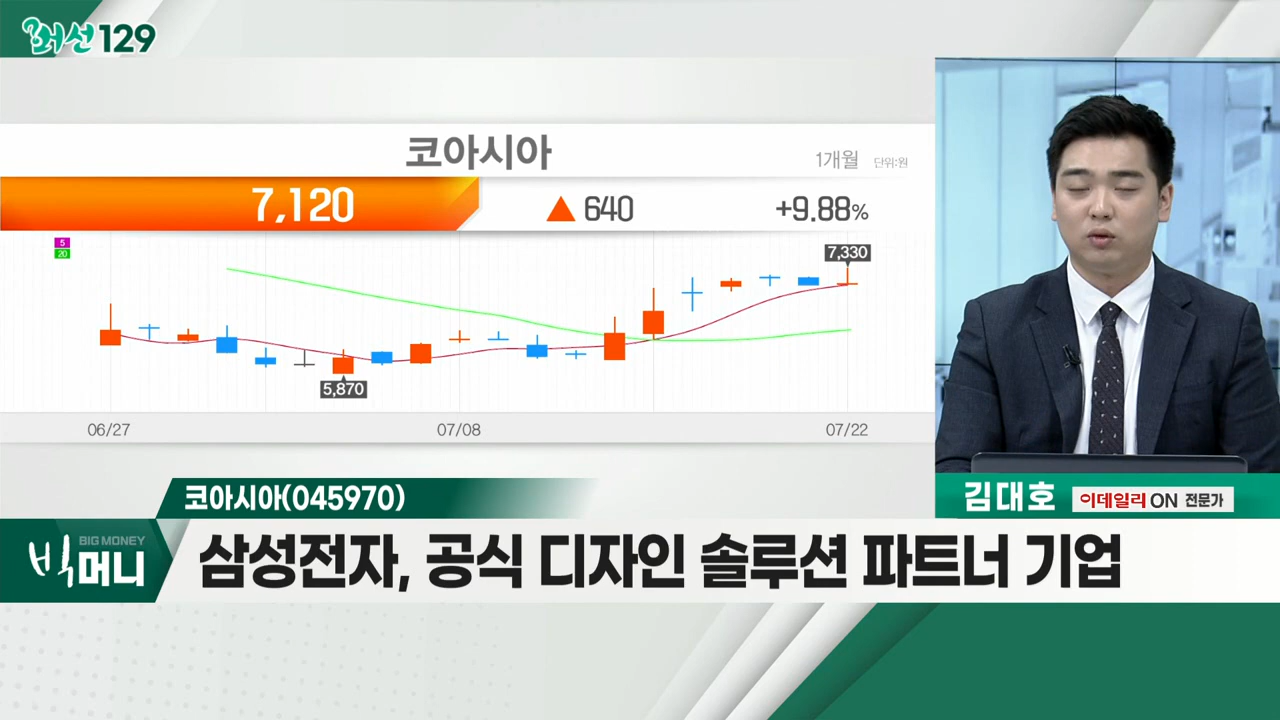 최선129
코아시아
1개월 단위:원
7,120 ▲ 640 +9.88%
5
20
7,330
5,870
06/27 07/08 07/22
김대호 이데일리ON 전문가
코아시아(045970)
BIG MONEY
빅머니
삼성전자, 공식 디자인 솔루션 파트너 기업